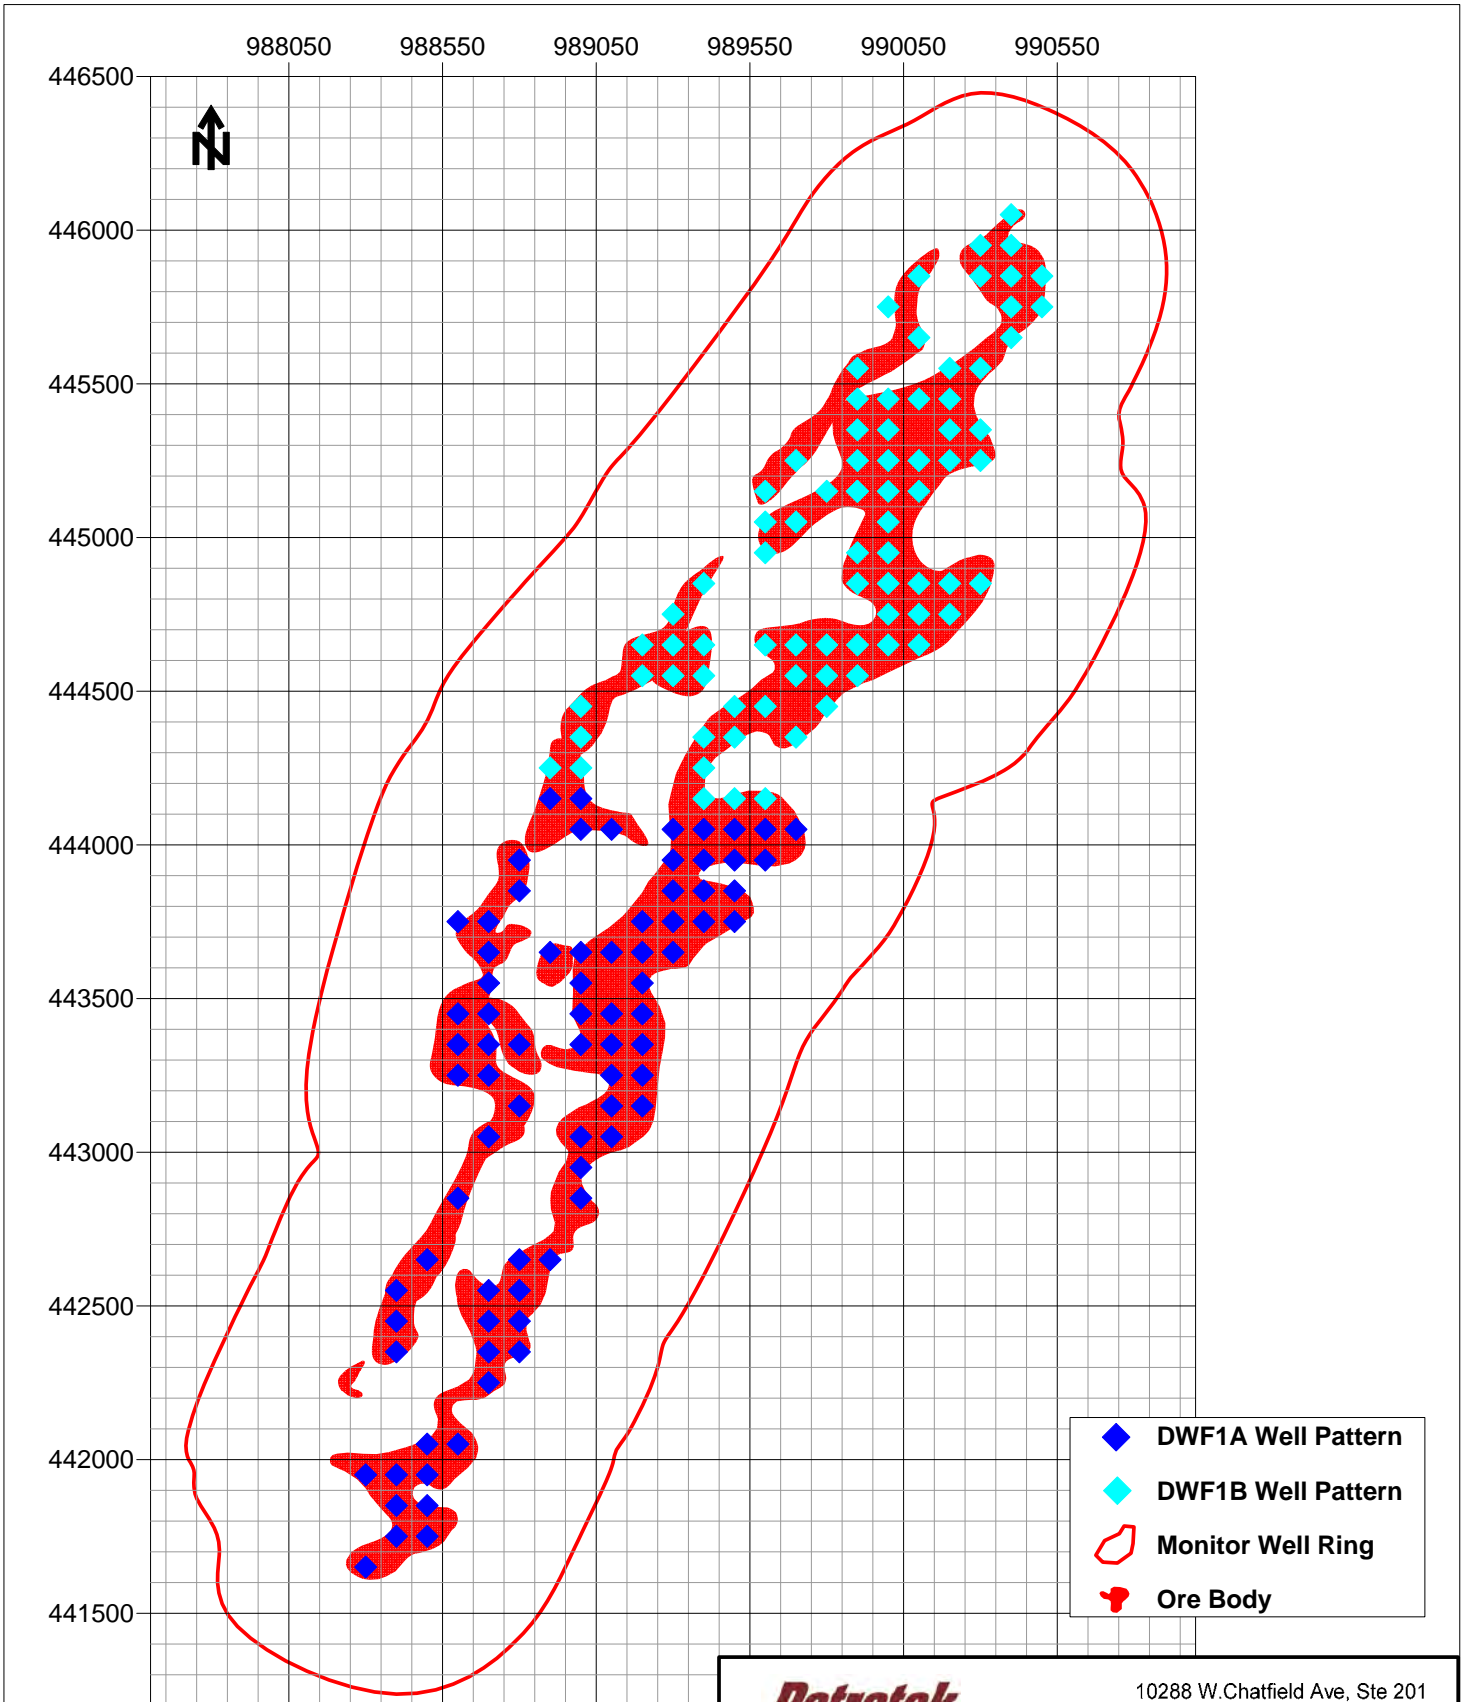 988050 988550 989050 989550 990050 990550
446500
N
446000
445500
445000
444500
444000
443500
443000
442500
442000
441500
DWF1A Well Pattern
DWF1B Well Pattern
Monitor Well Ring
Ore Body
Petrotek
10288 W.Chatfield Ave, Ste 201